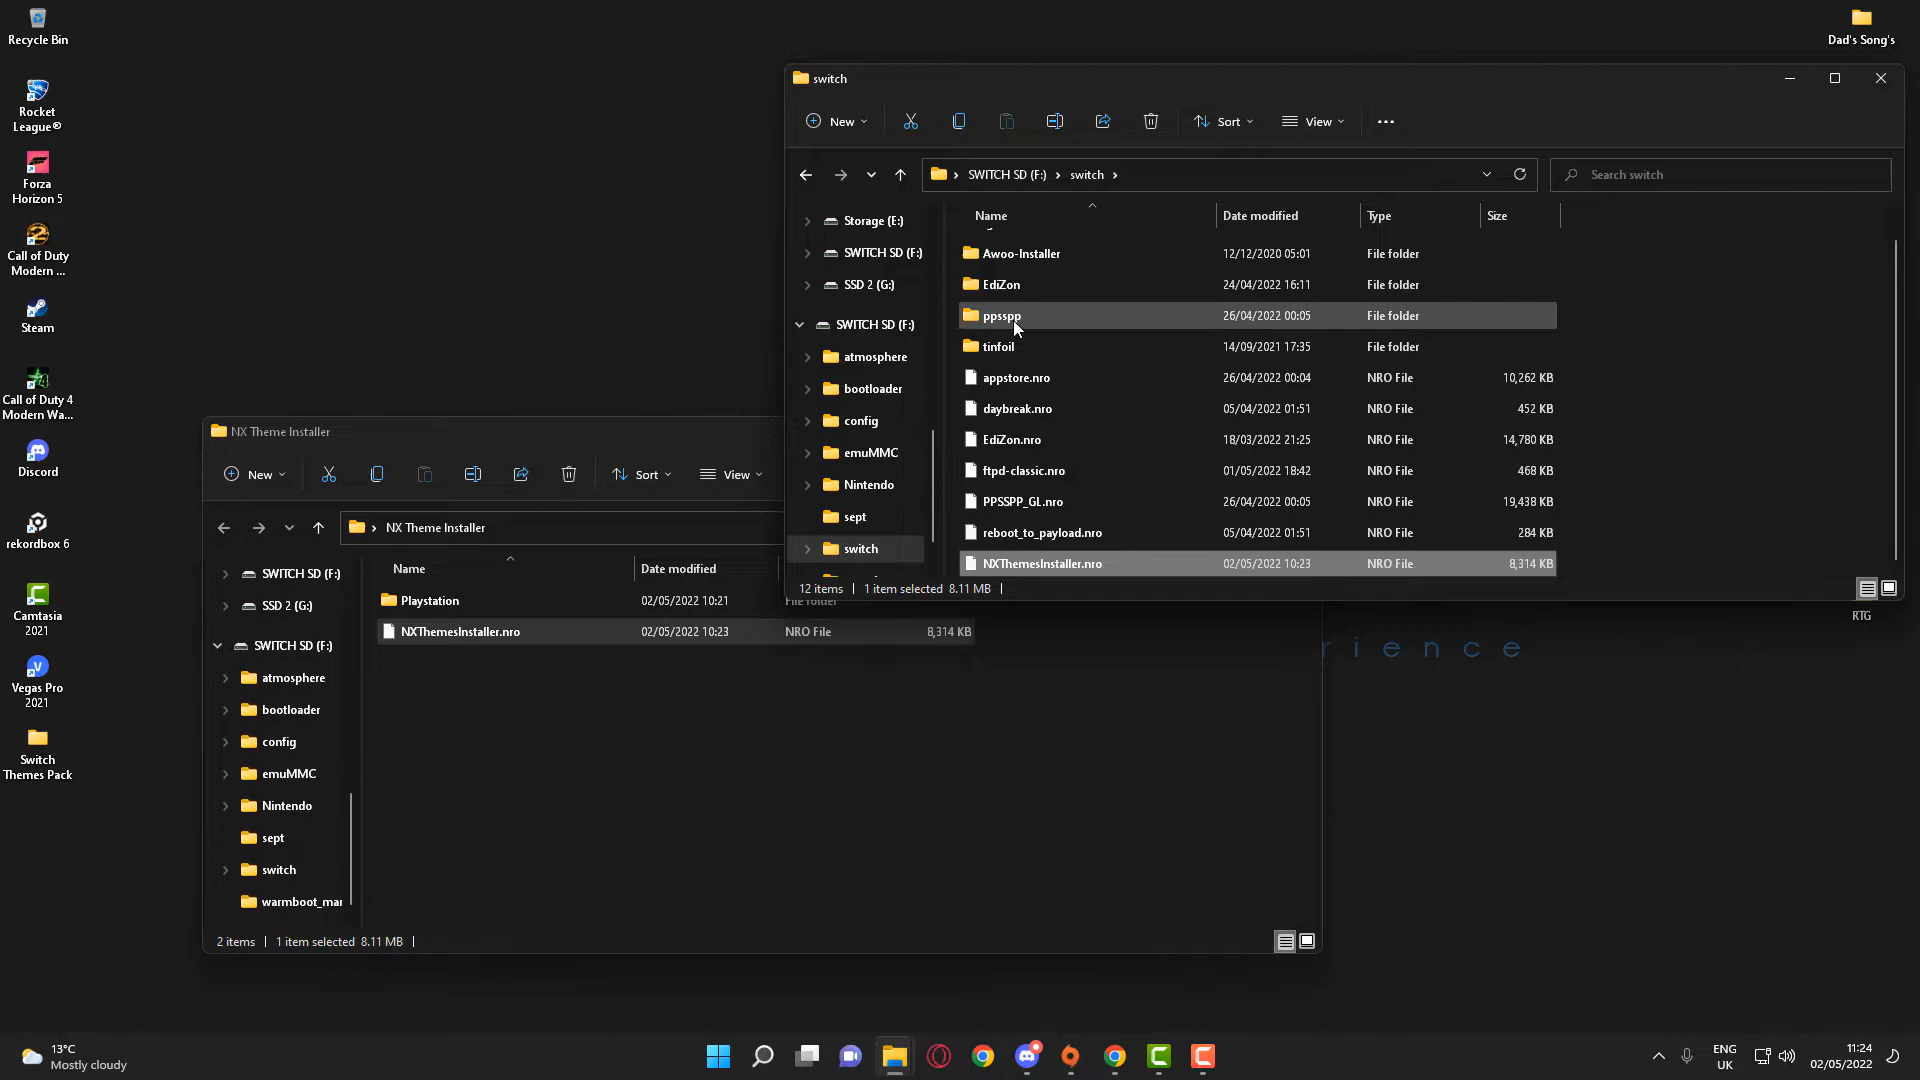 Recycle Bin
Rocket
League®
Forza
Horizon 5
Call of Duty
Modern ...
Steam
Call of Duty 4
Modern Wa...
Discord
rekordbox 6
Camtasia
2021
Vegas Pro
2021
Switch
Themes Pack
Dad's Song's
switch
New
Sort
View
SWITCH SD (F:)
switch
Search switch
Storage (E:)
SWITCH SD (F:)
SSD 2 (G:)
SWITCH SD (F:)
atmosphere
bootloader
config
emuMMC
Nintendo
sept
switch
Name Date modified Type Size
Awoo-Installer 12/12/2020 05:01 File folder
EdiZon 24/04/2022 16:11 File folder
ppsspp 26/04/2022 00:05 File folder
tinfoil 14/09/2021 17:35 File folder
appstore.nro 26/04/2022 00:04 NRO File 10,262 KB
daybreak.nro 05/04/2022 01:51 NRO File 452 KB
EdiZon.nro 18/03/2022 21:25 NRO File 14,780 KB
ftpd-classic.nro 01/05/2022 18:42 NRO File 468 KB
PPSSPP_GL.nro 26/04/2022 00:05 NRO File 19,438 KB
reboot_to_payload.nro 05/04/2022 01:51 NRO File 284 KB
NXThemesInstaller.nro 02/05/2022 10:23 NRO File 8,314 KB
12 items 1 item selected 8.11 MB
NX Theme Installer
New
Sort
View
NX Theme Installer
SWITCH SD (F:)
SSD 2 (G:)
SWITCH SD (F:)
atmosphere
bootloader
config
emuMMC
Nintendo
sept
switch
warmboot_mar
Name Date modified
Playstation 02/05/2022 10:21 File folder
NXThemesInstaller.nro 02/05/2022 10:23 NRO File 8,314 KB
2 items 1 item selected 8.11 MB
RTG
rience
13°C
Mostly cloudy
ENG
UK
11:24
02/05/2022